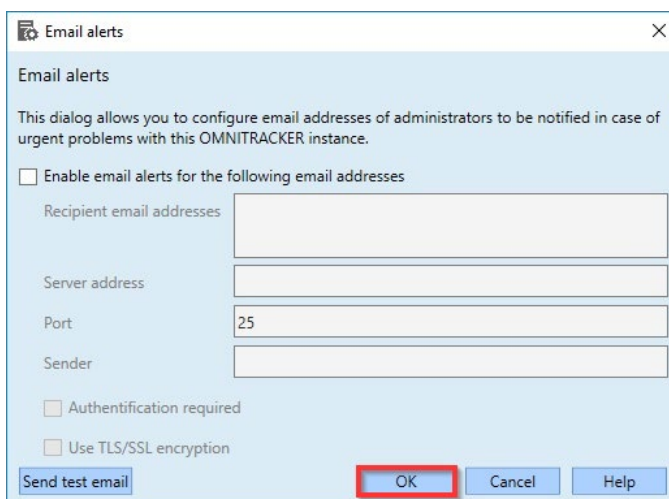 Email alerts
Email alerts
This dialog allows you to configure email addresses of administrators to be notified in case of
urgent problems with this OMNITRACKER instance.
Enable email alerts for the following email addresses
Recipient email addresses
Server address
Port 25
Sender
Authentification required
Use TLS/SSL encryption
Send test email OK Cancel Help